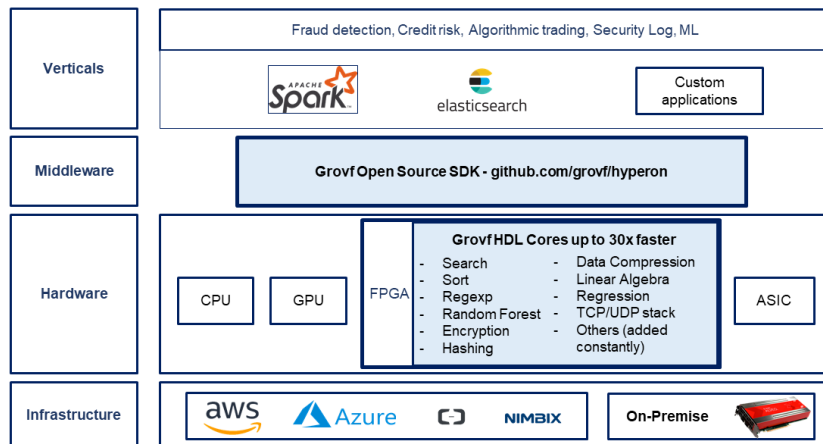 Verticals
Fraud detection, Credit risk, Algorithmic trading, Security Log, ML
APACHE
Spark
elasticsearch
Custom
applications
Middleware
Grovf Open Source SDK - github.com/grovf/hyperon
Hardware
CPU
GPU
FPGA
Grovf HDL Cores up to 30x faster
- Search
- Sort
- Regexp
- Random Forest
- Encryption
- Hashing
- Data Compression
- Linear Algebra
- Regression
- TCP/UDP stack
- Others (added
constantly)
ASIC
Infrastructure
aws
Azure
NIMBIX
On-Premise